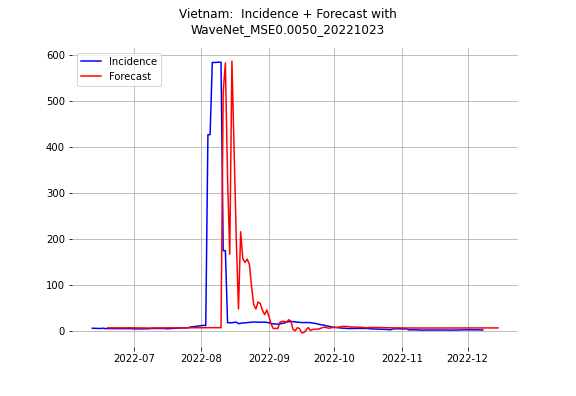 Vietnam:  Incidence + Forecast with
WaveNet_MSE0.0050_20221023
Incidence
Forecast
600
500
400
300
200
100
0
2022-07 2022-08 2022-09 2022-10 2022-11 2022-12